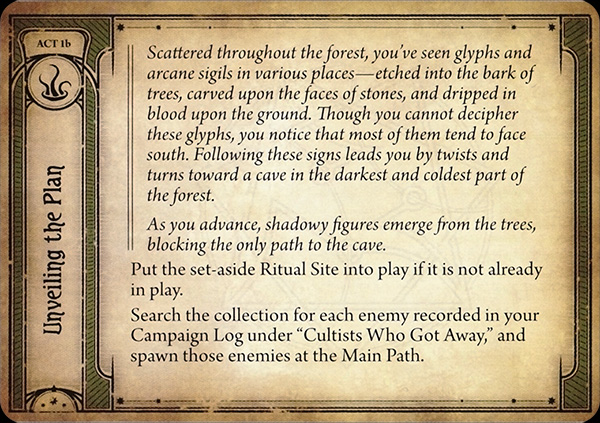 ACT 1b
Unveiling the Plan
Scattered throughout the forest, you've seen glyphs and
arcane sigils in various places—etched into the bark of
trees, carved upon the faces of stones, and dripped in
blood upon the ground. Though you cannot decipher
these glyphs, you notice that most of them tend to face
south. Following these signs leads you by twists and
turns toward a cave in the darkest and coldest part of
the forest.
As you advance, shadowy figures emerge from the trees,
blocking the only path to the cave.
Put the set-aside Ritual Site into play if it is not already
in play.
Search the collection for each enemy recorded in your
Campaign Log under “Cultists Who Got Away,” and
spawn those enemies at the Main Path.